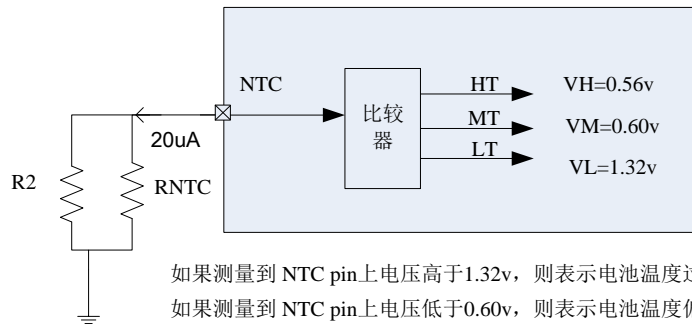 NTC
HT
VH=0.56v
比较
器
MT
VM=0.60v
20uA
LT
VL=1.32v
R2
RNTC
如果测量到 NTC pin上电压高于1.32v，则表示电池温度
如果测量到 NTC pin上电压低于0.60v，则表示电池温度